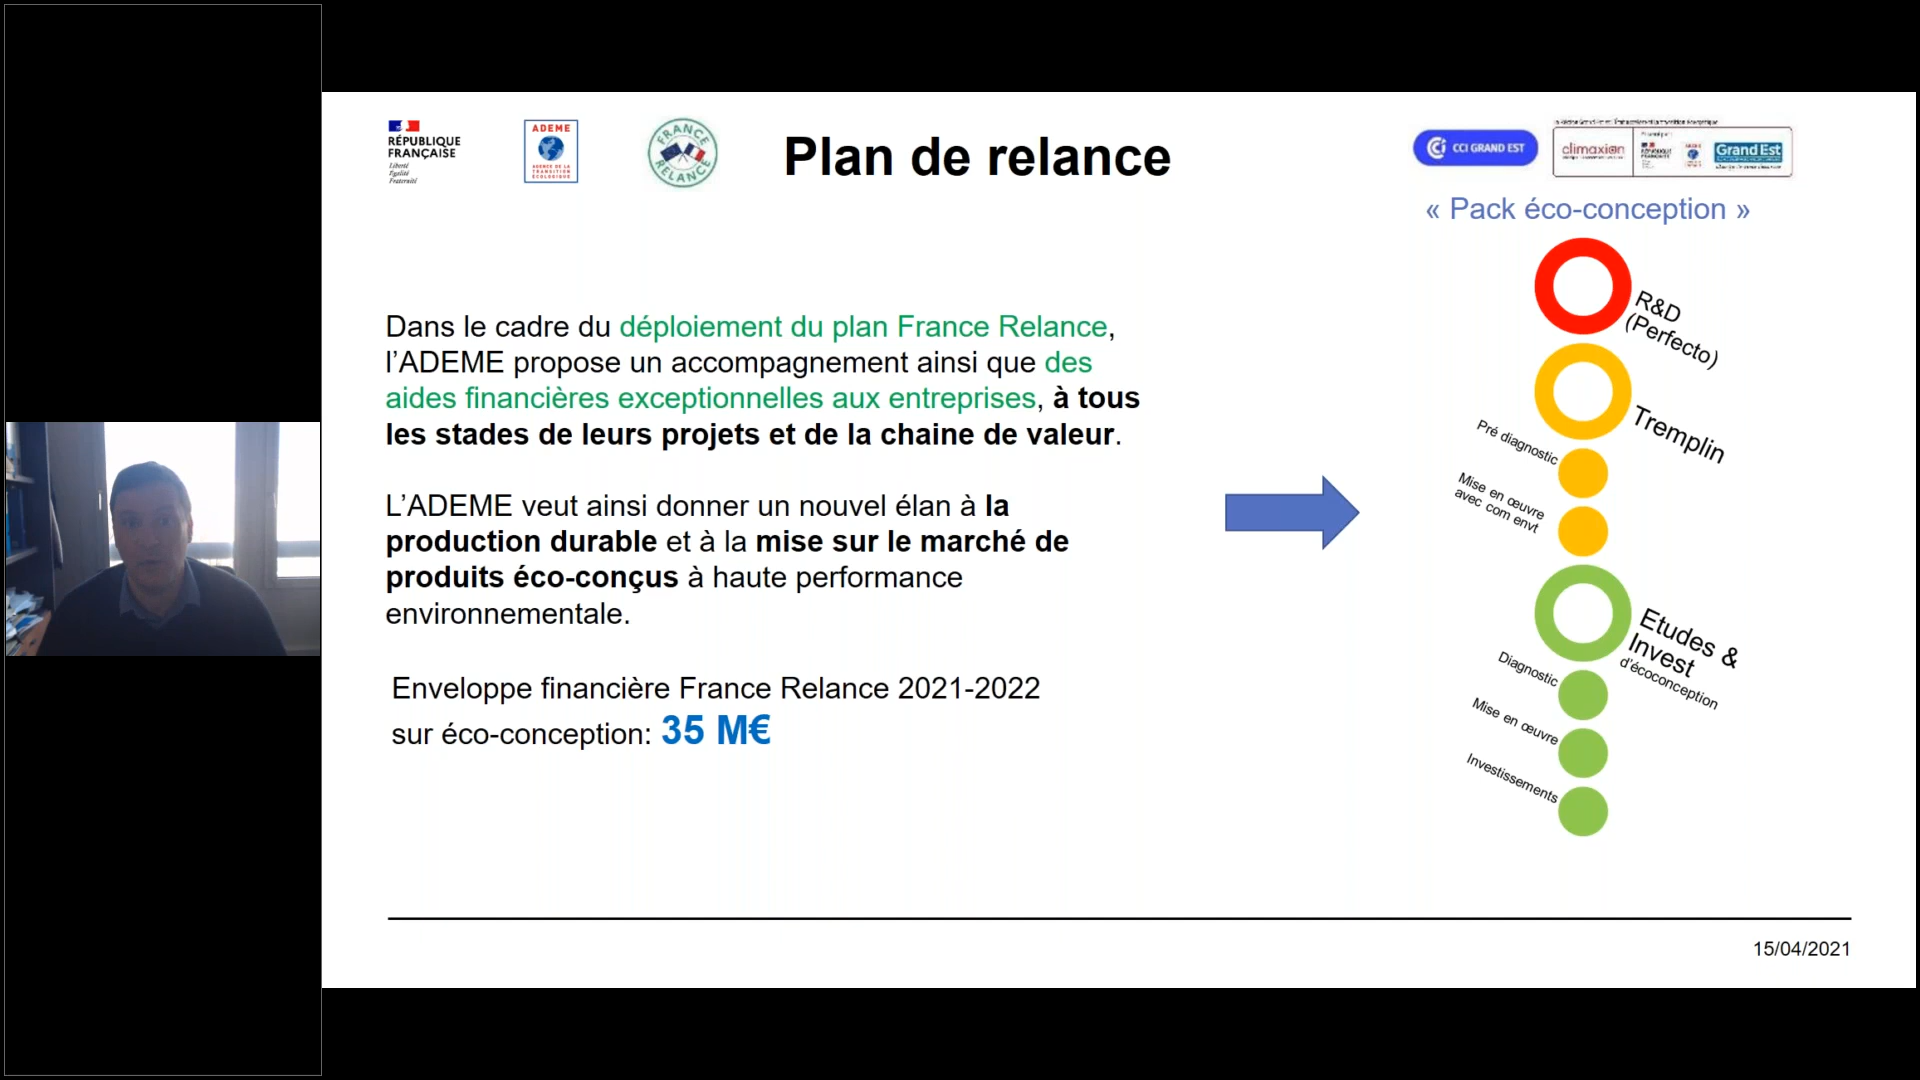 RÉPUBLIQUE
FRANÇAISE
Liberté
Égalité
Fraternité
ADEME
AGENCE DE LA
TRANSITION
ÉCOLOGIQUE
FRANCE
RELANCE
Plan de relance
CCI GRAND EST
climaxion
Grand Est
« Pack éco-conception »
R&D
(Perfecto)
Tremplin
Pré diagnostic
Mise en œuvre
avec com envt
Etudes &
Invest
d'écoconception
Diagnostic
Mise en œuvre
Investissements
Dans le cadre du déploiement du plan France Relance,
l’ADEME propose un accompagnement ainsi que des
aides financières exceptionnelles aux entreprises, à tous
les stades de leurs projets et de la chaine de valeur.
L’ADEME veut ainsi donner un nouvel élan à la
production durable et à la mise sur le marché de
produits éco-conçus à haute performance
environnementale.
Enveloppe financière France Relance 2021-2022
sur éco-conception: 35 M€
15/04/2021